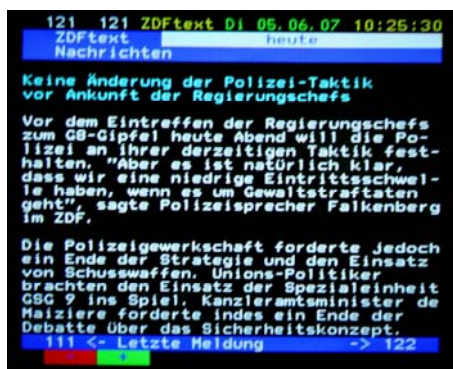 121 121 ZDFtext Di 05.06.07 10:25:30
ZDFtext heute
Nachrichten
Keine Änderung der Polizei-Taktik
vor Ankunft der Regierungschefs
Vor dem Eintreffen der Regierungschefs
zum G8-Gipfel heute Abend will die Po-
lizei an ihrer derzeitigen Taktik fest-
halten. "Aber es ist natürlich klar,
dass wir eine niedrige Eintrittsschwel-
le haben, wenn es um Gewaltstraftaten
geht", sagte Polizeisprecher Falkenberg
im ZDF.
Die Polizeigewerkschaft forderte jedoch
ein Ende der Strategie und den Einsatz
von Schusswaffen. Unions-Politiker
brachten den Einsatz der Spezialeinheit
GSG 9 ins Spiel. Kanzleramtsminister de
Maiziere forderte indes ein Ende der
Debatte über das Sicherheitskonzept.
111 <- Letzte Meldung -> 122
- +